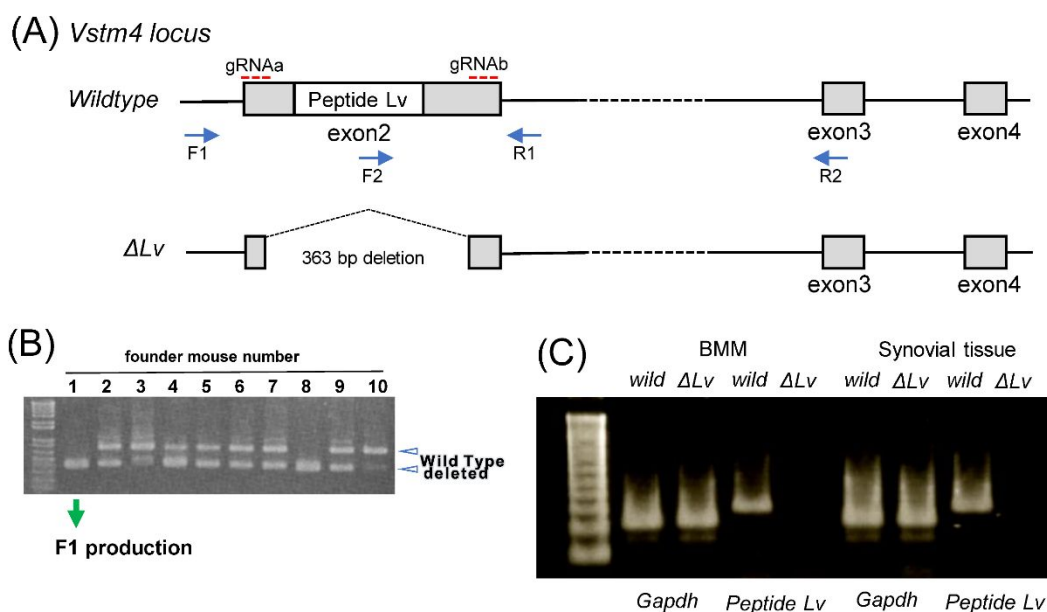 (A) Vstm4 locus
gRNAa gRNAb
Wildtype Peptide Lv
exon2 exon3 exon4
F1 R1
F2 R2
ΔLv 363 bp deletion
exon3 exon4
(B)
founder mouse number
1 2 3 4 5 6 7 8 9 10
Wild Type
deleted
F1 production
(C)
BMM Synovial tissue
wild ΔLv wild ΔLv wild ΔLv wild ΔLv
Gapdh Peptide Lv Gapdh Peptide Lv